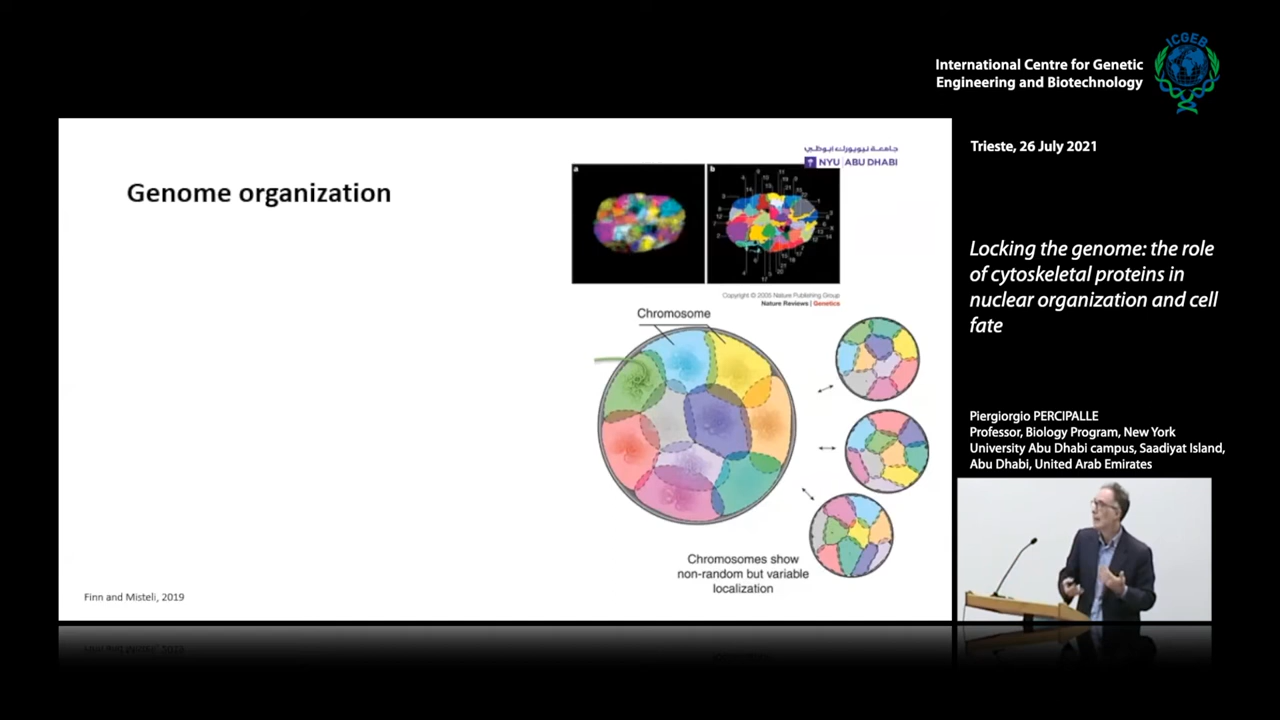 ICGEB
International Centre for Genetic
Engineering and Biotechnology
Trieste, 26 July 2021
Locking the genome: the role
of cytoskeletal proteins in
nuclear organization and cell
fate
Piergiorgio PERCIPALLE
Professor, Biology Program, New York
University Abu Dhabi campus, Saadiyat Island,
Abu Dhabi, United Arab Emirates
جامعة نيويورك أبوظبي
NYU ABU DHABI
Genome organization
a
b
Copyright © 2005 Nature Publishing Group
Nature Reviews | Genetics
Chromosome
Chromosomes show
non-random but variable
localization
Finn and Misteli, 2019